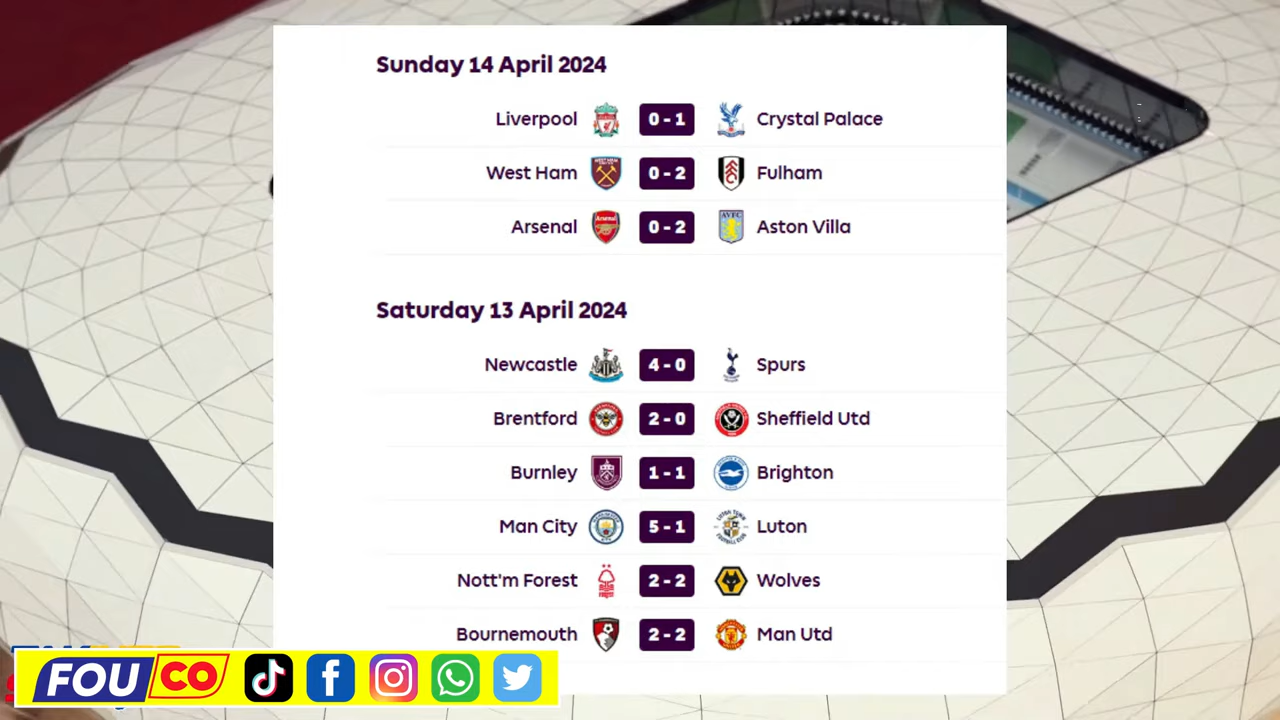 Sunday 14 April 2024
Liverpool 0 - 1 Crystal Palace
West Ham 0 - 2 Fulham
Arsenal 0 - 2 Aston Villa
Saturday 13 April 2024
Newcastle 4 - 0 Spurs
Brentford 2 - 0 Sheffield Utd
Burnley 1 - 1 Brighton
Man City 5 - 1 Luton
Nott'm Forest 2 - 2 Wolves
Bournemouth 2 - 2 Man Utd
FOUCO